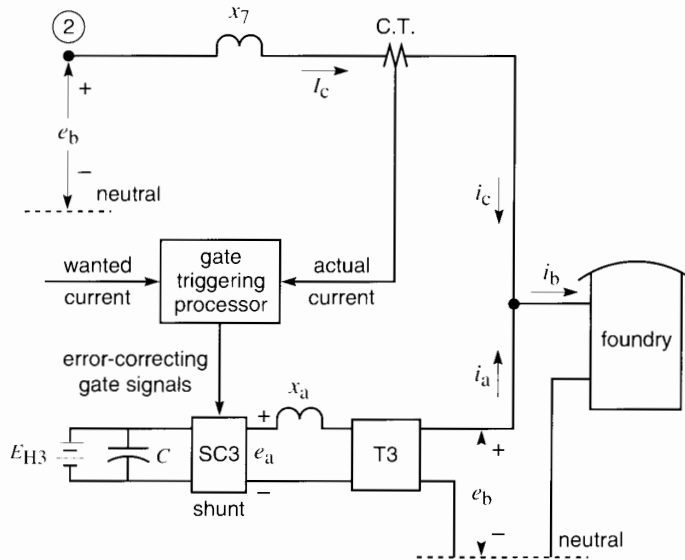 2
x7
C.T.
+
Ic
eb
−
neutral
ic
wanted
current
gate
triggering
processor
actual
current
ib
foundry
error-correcting
gate signals
ia
xa
+
EH3
C
SC3
ea
T3
+
−
shunt
eb
−
neutral